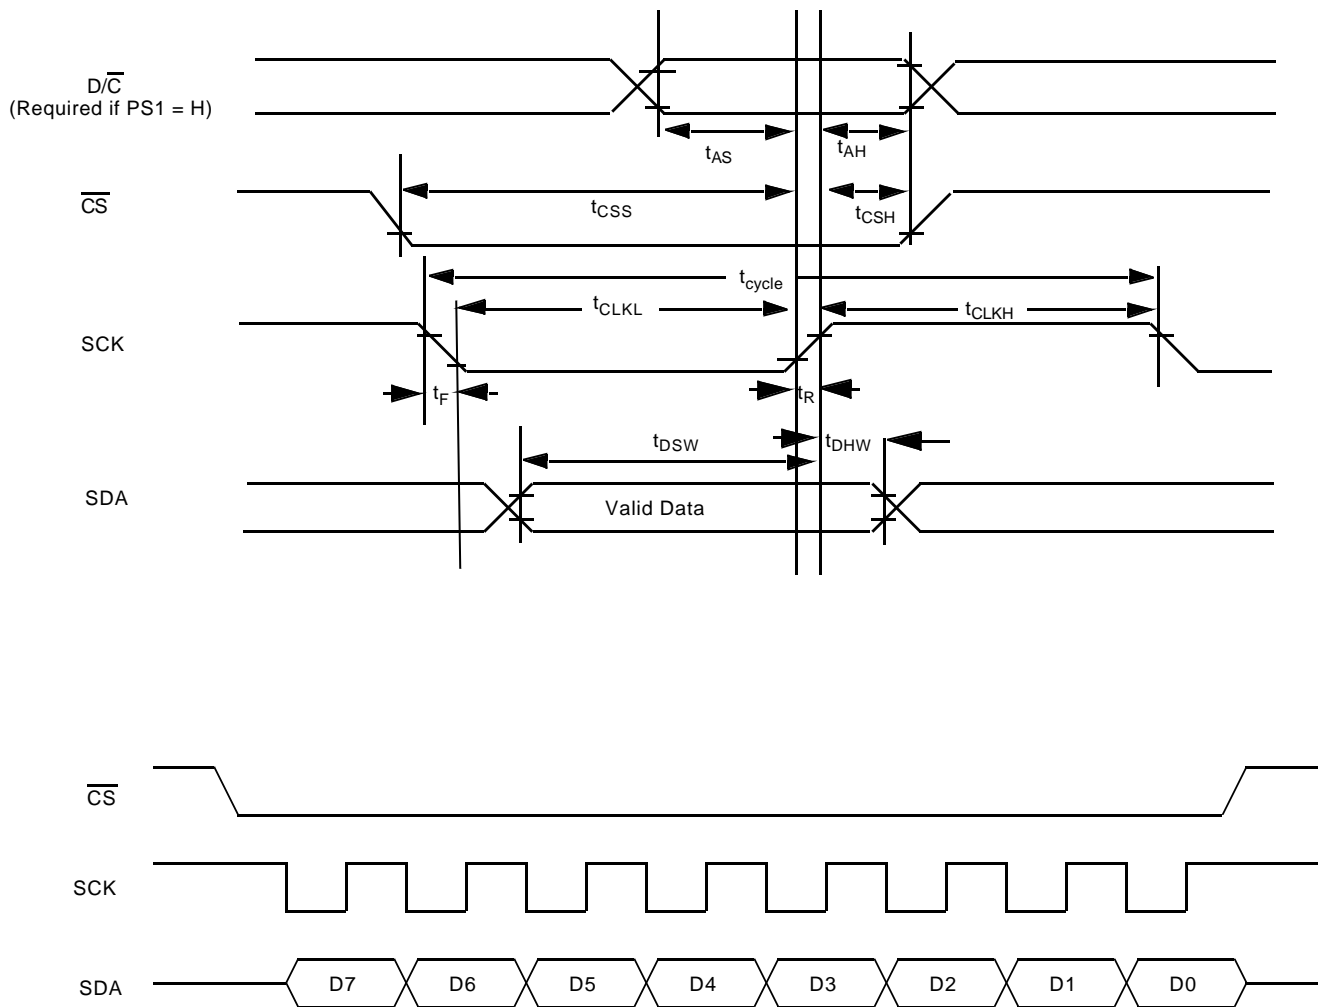 D/C
(Required if PS1 = H)
tAS
tAH
CS
tCSS
tCSH
tcycle
tCLKL
tCLKH
SCK
tF
tR
tDSW
tDHW
SDA
Valid Data
CS
SCK
SDA
D7 D6 D5 D4 D3 D2 D1 D0